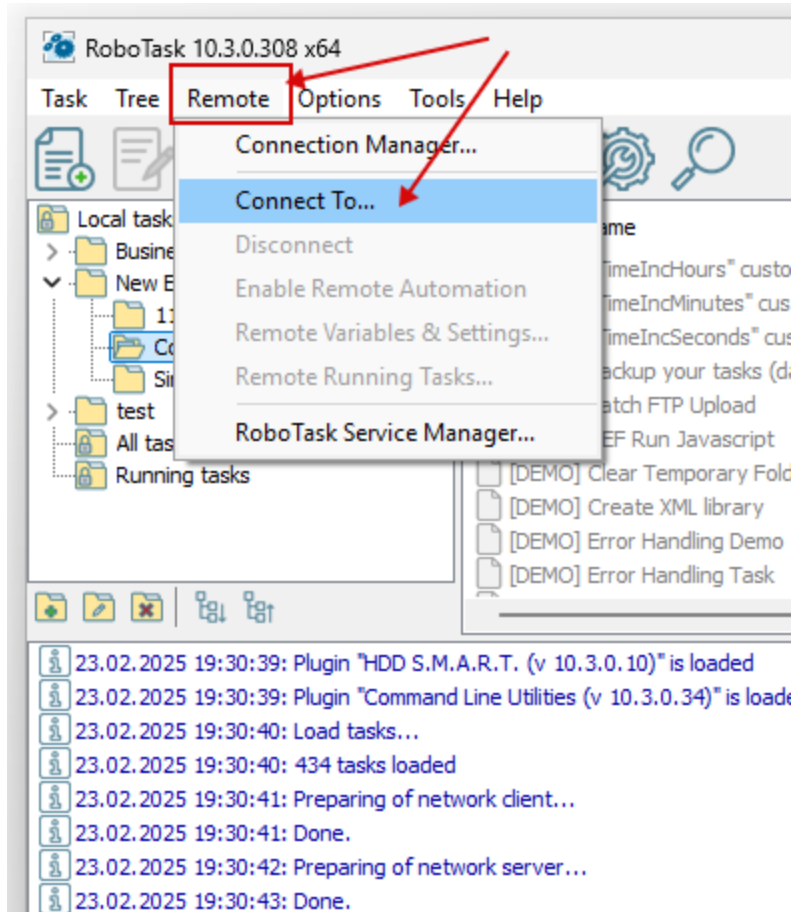 RoboTask 10.3.0.308 x64
Task Tree Remote Options Tools Help
Connection Manager...
Connect To...
Disconnect
Enable Remote Automation
Remote Variables & Settings...
Remote Running Tasks...
RoboTask Service Manager...
Local task
Busine
New E
11
Co
Sin
test
All tas
Running tasks
ame
TimeIncHours" custo
TimeIncMinutes" cus
TimeIncSeconds" cus
ackup your tasks (da
atch FTP Upload
EF Run Javascript
[DEMO] Clear Temporary Fold
[DEMO] Create XML library
[DEMO] Error Handling Demo
[DEMO] Error Handling Task
23.02.2025 19:30:39: Plugin "HDD S.M.A.R.T. (v 10.3.0.10)" is loaded
23.02.2025 19:30:39: Plugin "Command Line Utilities (v 10.3.0.34)" is loade
23.02.2025 19:30:40: Load tasks...
23.02.2025 19:30:40: 434 tasks loaded
23.02.2025 19:30:41: Preparing of network client...
23.02.2025 19:30:41: Done.
23.02.2025 19:30:42: Preparing of network server...
23.02.2025 19:30:43: Done.